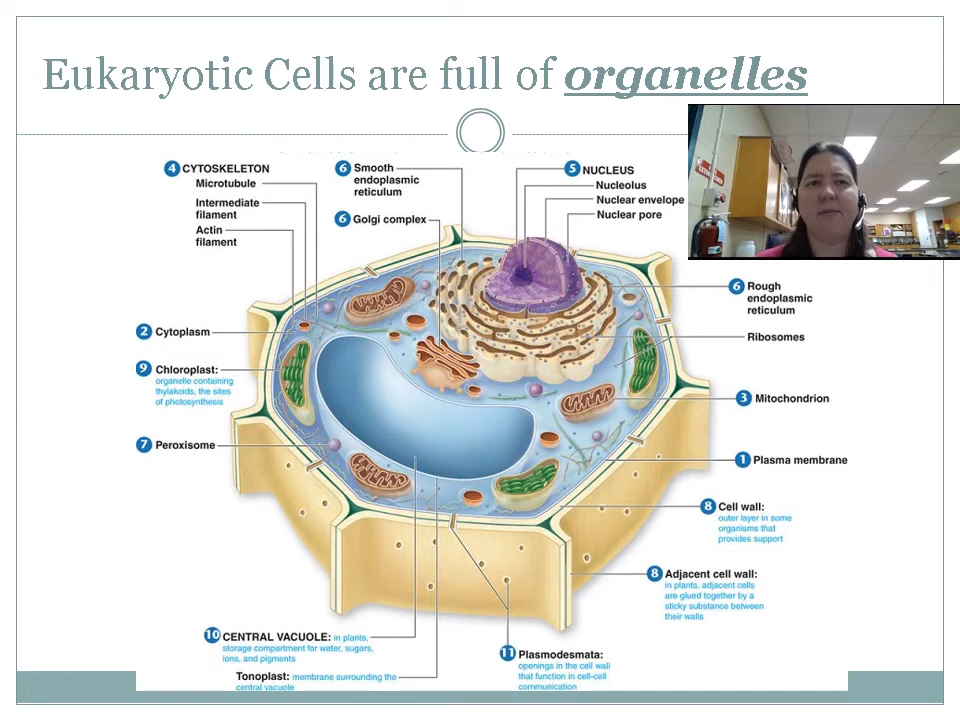 Eukaryotic Cells are full of organelles
4 CYTOSKELETON
Microtubule
Intermediate
filament
Actin
filament
6 Smooth
endoplasmic
reticulum
6 Golgi complex
5 NUCLEUS
Nucleolus
Nuclear envelope
Nuclear pore
6 Rough
endoplasmic
reticulum
Ribosomes
2 Cytoplasm
9 Chloroplast:
organelle containing
thylakoids, the sites
of photosynthesis
3 Mitochondrion
7 Peroxisome
1 Plasma membrane
8 Cell wall:
outer layer in some
organisms that
provides support
8 Adjacent cell wall:
in plants, adjacent cells
are glued together by a
sticky substance between
their walls
10 CENTRAL VACUOLE: in plants,
storage compartment for water, sugars,
ions, and pigments
Tonoplast: membrane surrounding the
central vacuole
11 Plasmodesmata:
openings in the cell wall
that function in cell-cell
communication